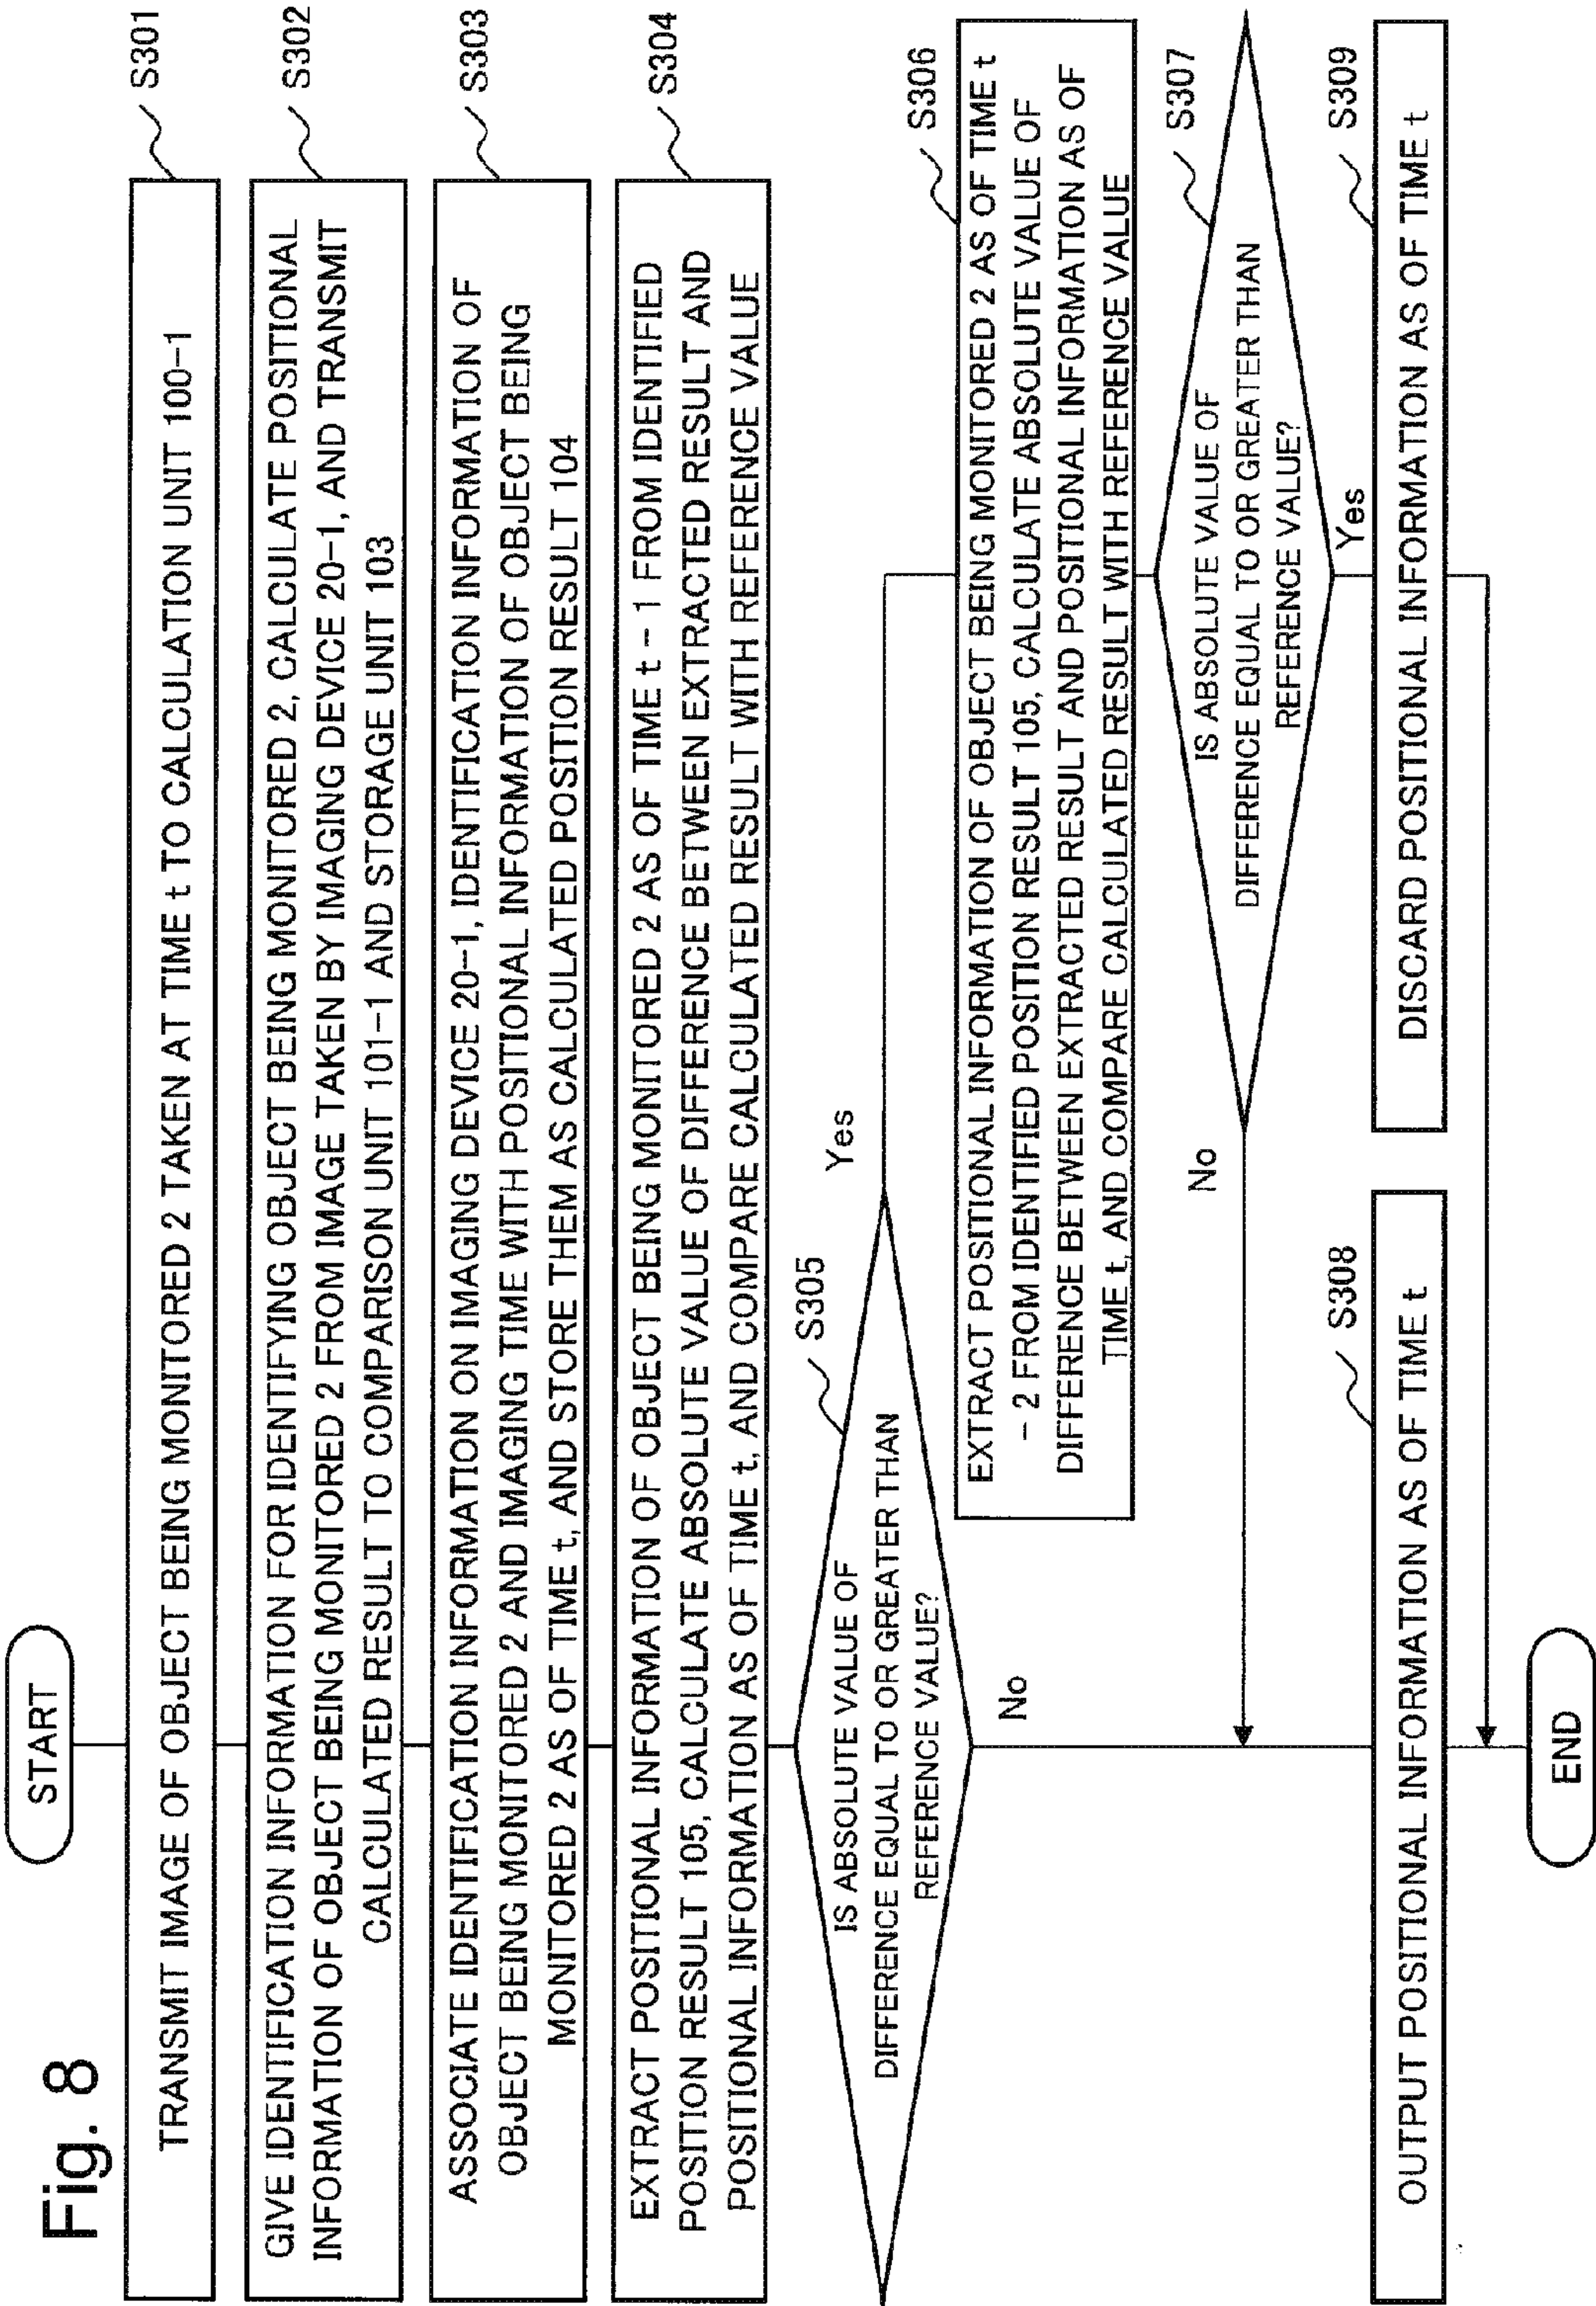 Fig. 8
START
TRANSMIT IMAGE OF OBJECT BEING MONITORED 2 TAKEN AT TIME t TO CALCULATION UNIT 100-1
S301
GIVE IDENTIFICATION INFORMATION FOR IDENTIFYING OBJECT BEING MONITORED 2, CALCULATE POSITIONAL
INFORMATION OF OBJECT BEING MONITORED 2 FROM IMAGE TAKEN BY IMAGING DEVICE 20-1, AND TRANSMIT
CALCULATED RESULT TO COMPARISON UNIT 101-1 AND STORAGE UNIT 103
S302
ASSOCIATE IDENTIFICATION INFORMATION ON IMAGING DEVICE 20-1, IDENTIFICATION INFORMATION OF
OBJECT BEING MONITORED 2 AND IMAGING TIME WITH POSITIONAL INFORMATION OF OBJECT BEING
MONITORED 2 AS OF TIME t, AND STORE THEM AS CALCULATED POSITION RESULT 104
S303
EXTRACT POSITIONAL INFORMATION OF OBJECT BEING MONITORED 2 AS OF TIME t - 1 FROM IDENTIFIED
POSITION RESULT 105, CALCULATE ABSOLUTE VALUE OF DIFFERENCE BETWEEN EXTRACTED RESULT AND
POSITIONAL INFORMATION AS OF TIME t, AND COMPARE CALCULATED RESULT WITH REFERENCE VALUE
S304
IS ABSOLUTE VALUE OF
DIFFERENCE EQUAL TO OR GREATER THAN
REFERENCE VALUE?
S305
Yes
No
EXTRACT POSITIONAL INFORMATION OF OBJECT BEING MONITORED 2 AS OF TIME t
- 2 FROM IDENTIFIED POSITION RESULT 105, CALCULATE ABSOLUTE VALUE OF
DIFFERENCE BETWEEN EXTRACTED RESULT AND POSITIONAL INFORMATION AS OF
TIME t, AND COMPARE CALCULATED RESULT WITH REFERENCE VALUE
S306
IS ABSOLUTE VALUE OF
DIFFERENCE EQUAL TO OR GREATER THAN
REFERENCE VALUE?
S307
No
Yes
OUTPUT POSITIONAL INFORMATION AS OF TIME t
S308
DISCARD POSITIONAL INFORMATION AS OF TIME t
S309
END